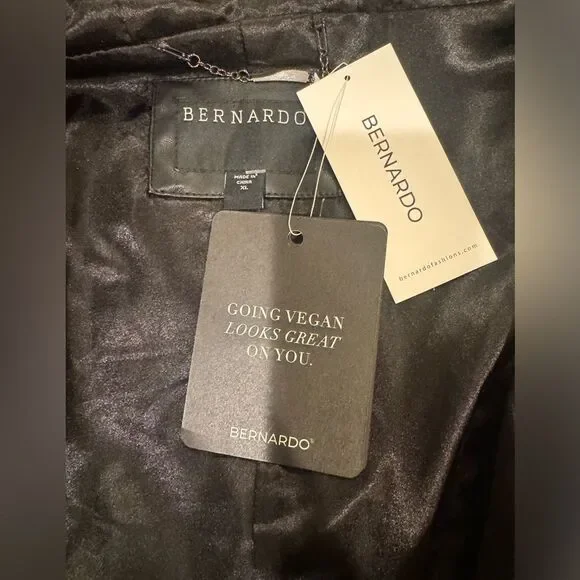 BERNARDO
MADE IN
CHINA
XL
BERNARDO
bernardofashions.com
GOING VEGAN
LOOKS GREAT
ON YOU.
BERNARDO®